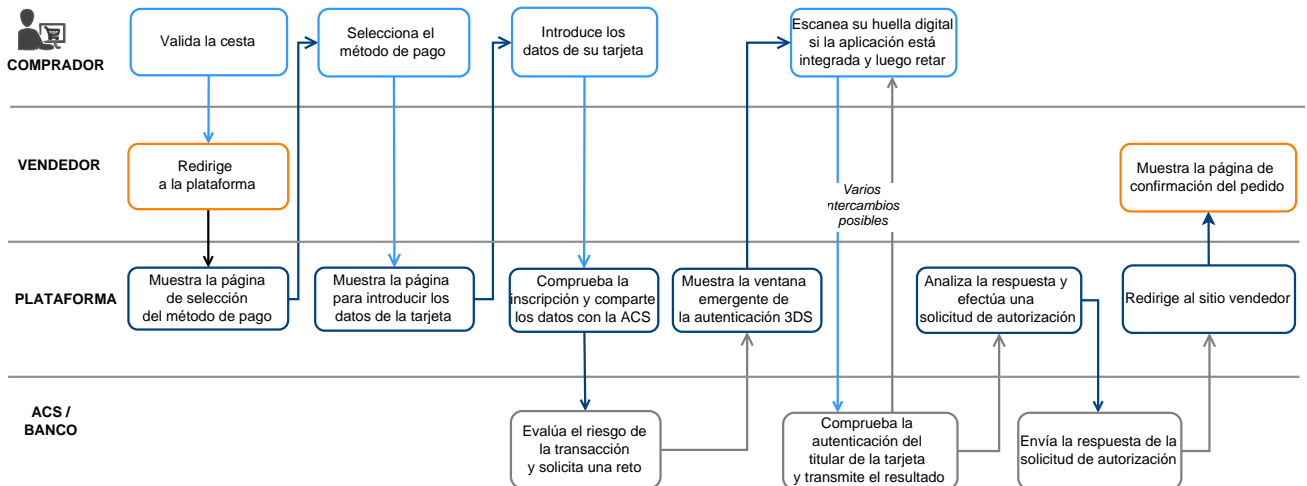 COMPRADOR
Valida la cesta
Selecciona el
método de pago
Introduce los
datos de su tarjeta
Escanea su huella digital
si la aplicación está
integrada y luego retar
VENDEDOR
Redirige
a la plataforma
Varios
intercambios
posibles
Muestra la página de
confirmación del pedido
PLATAFORMA
Muestra la página
de selección
del método de pago
Muestra la página
para introducir los
datos de la tarjeta
Comprueba la
inscripción y comparte
los datos con la ACS
Muestra la ventana
emergente de
la autenticación 3DS
Analiza la respuesta y
efectúa una
solicitud de autorización
Redirige al sitio vendedor
ACS /
BANCO
Evalúa el riesgo de
la transacción
y solicita una reto
Comprueba la
autenticación del
titular de la tarjeta
y transmite el resultado
Envía la respuesta de la
solicitud de autorización